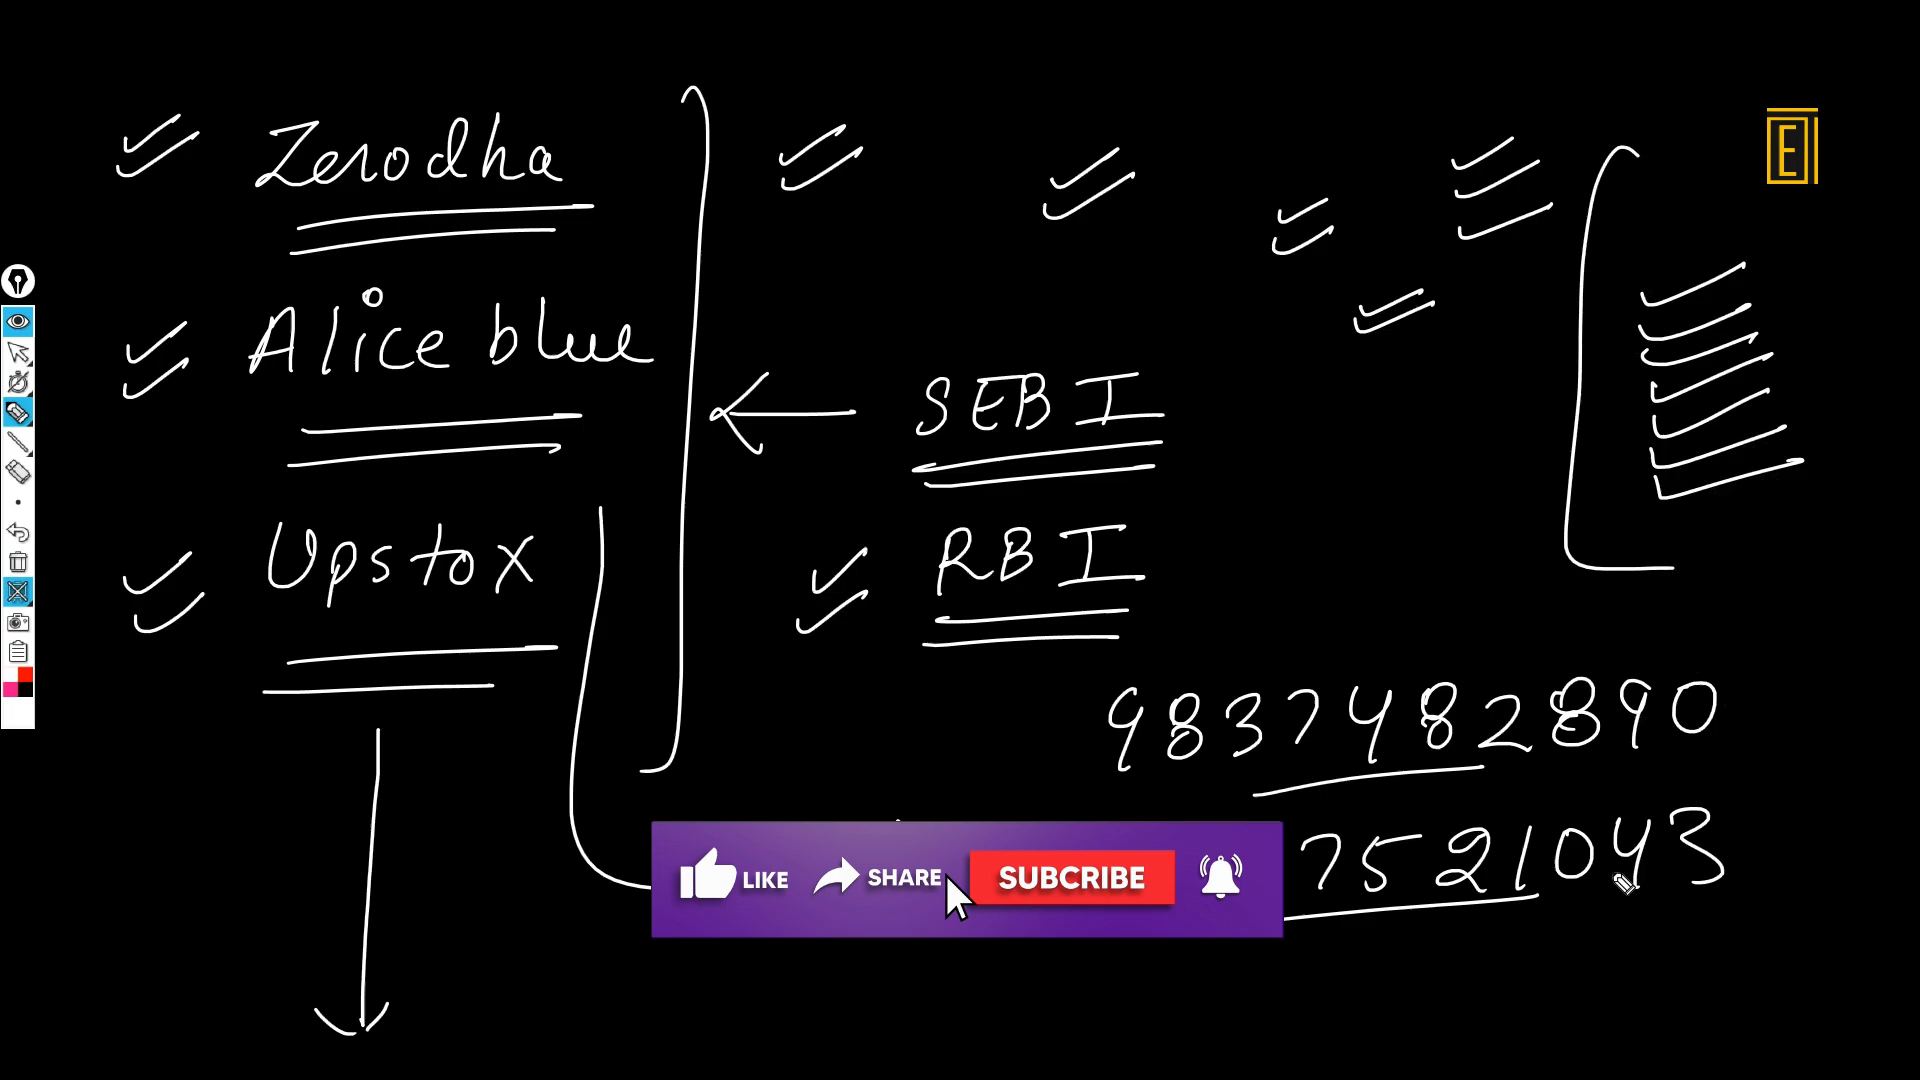 Zerodha
Alice blue
SEBI
Upstox
RBI
9837482890
7521043
LIKE SHARE SUBCRIBE
E